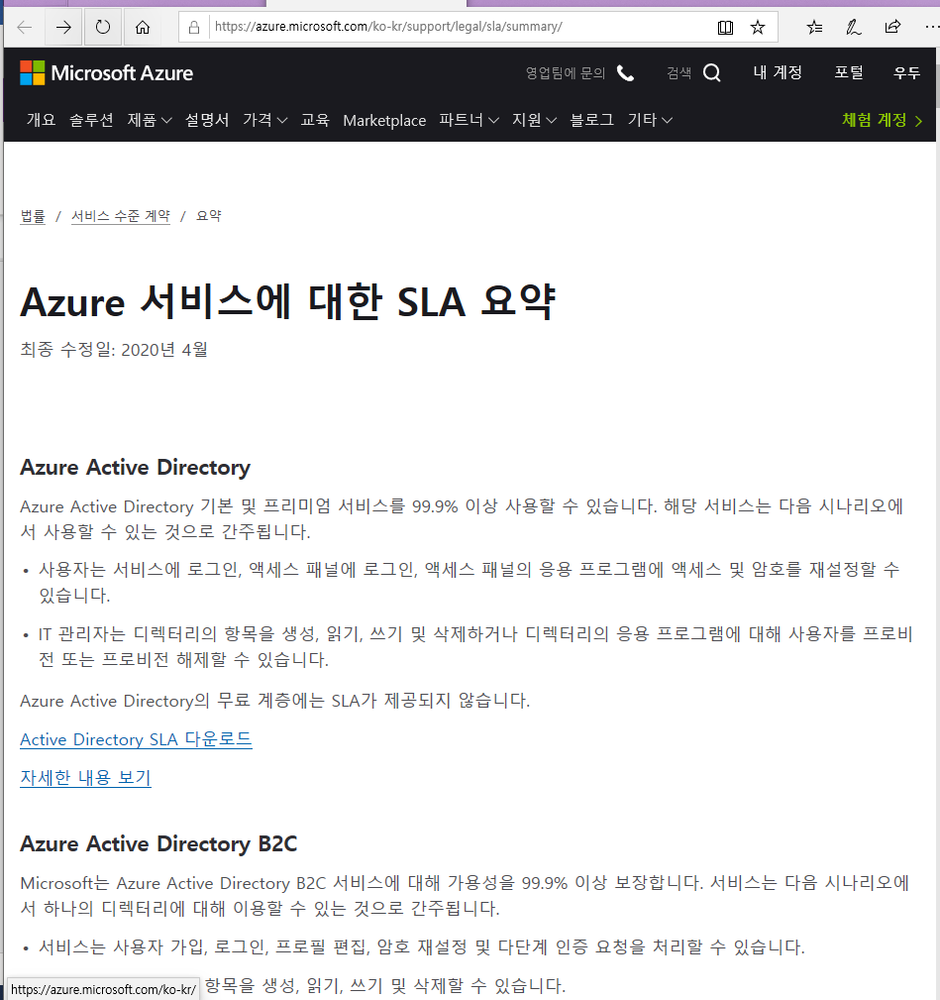 https://azure.microsoft.com/ko-kr/support/legal/sla/summary/
Microsoft Azure
영업팀에 문의
검색
내 계정
포털
우두
개요 솔루션 제품 설명서 가격 교육 Marketplace 파트너 지원 블로그 기타
체험 계정
법률 / 서비스 수준 계약 / 요약
Azure 서비스에 대한 SLA 요약
최종 수정일: 2020년 4월
Azure Active Directory
Azure Active Directory 기본 및 프리미엄 서비스를 99.9% 이상 사용할 수 있습니다. 해당 서비스는 다음 시나리오에
서 사용할 수 있는 것으로 간주됩니다.
• 사용자는 서비스에 로그인, 액세스 패널에 로그인, 액세스 패널의 응용 프로그램에 액세스 및 암호를 재설정할 수
있습니다.
• IT 관리자는 디렉터리의 항목을 생성, 읽기, 쓰기 및 삭제하거나 디렉터리의 응용 프로그램에 대해 사용자를 프로비
전 또는 프로비전 해제할 수 있습니다.
Azure Active Directory의 무료 계층에는 SLA가 제공되지 않습니다.
Active Directory SLA 다운로드
자세한 내용 보기
Azure Active Directory B2C
Microsoft는 Azure Active Directory B2C 서비스에 대해 가용성을 99.9% 이상 보장합니다. 서비스는 다음 시나리오에
서 하나의 디렉터리에 대해 이용할 수 있는 것으로 간주됩니다.
• 서비스는 사용자 가입, 로그인, 프로필 편집, 암호 재설정 및 다단계 인증 요청을 처리할 수 있습니다.
항목을 생성, 읽기, 쓰기 및 삭제할 수 있습니다.
https://azure.microsoft.com/ko-kr/